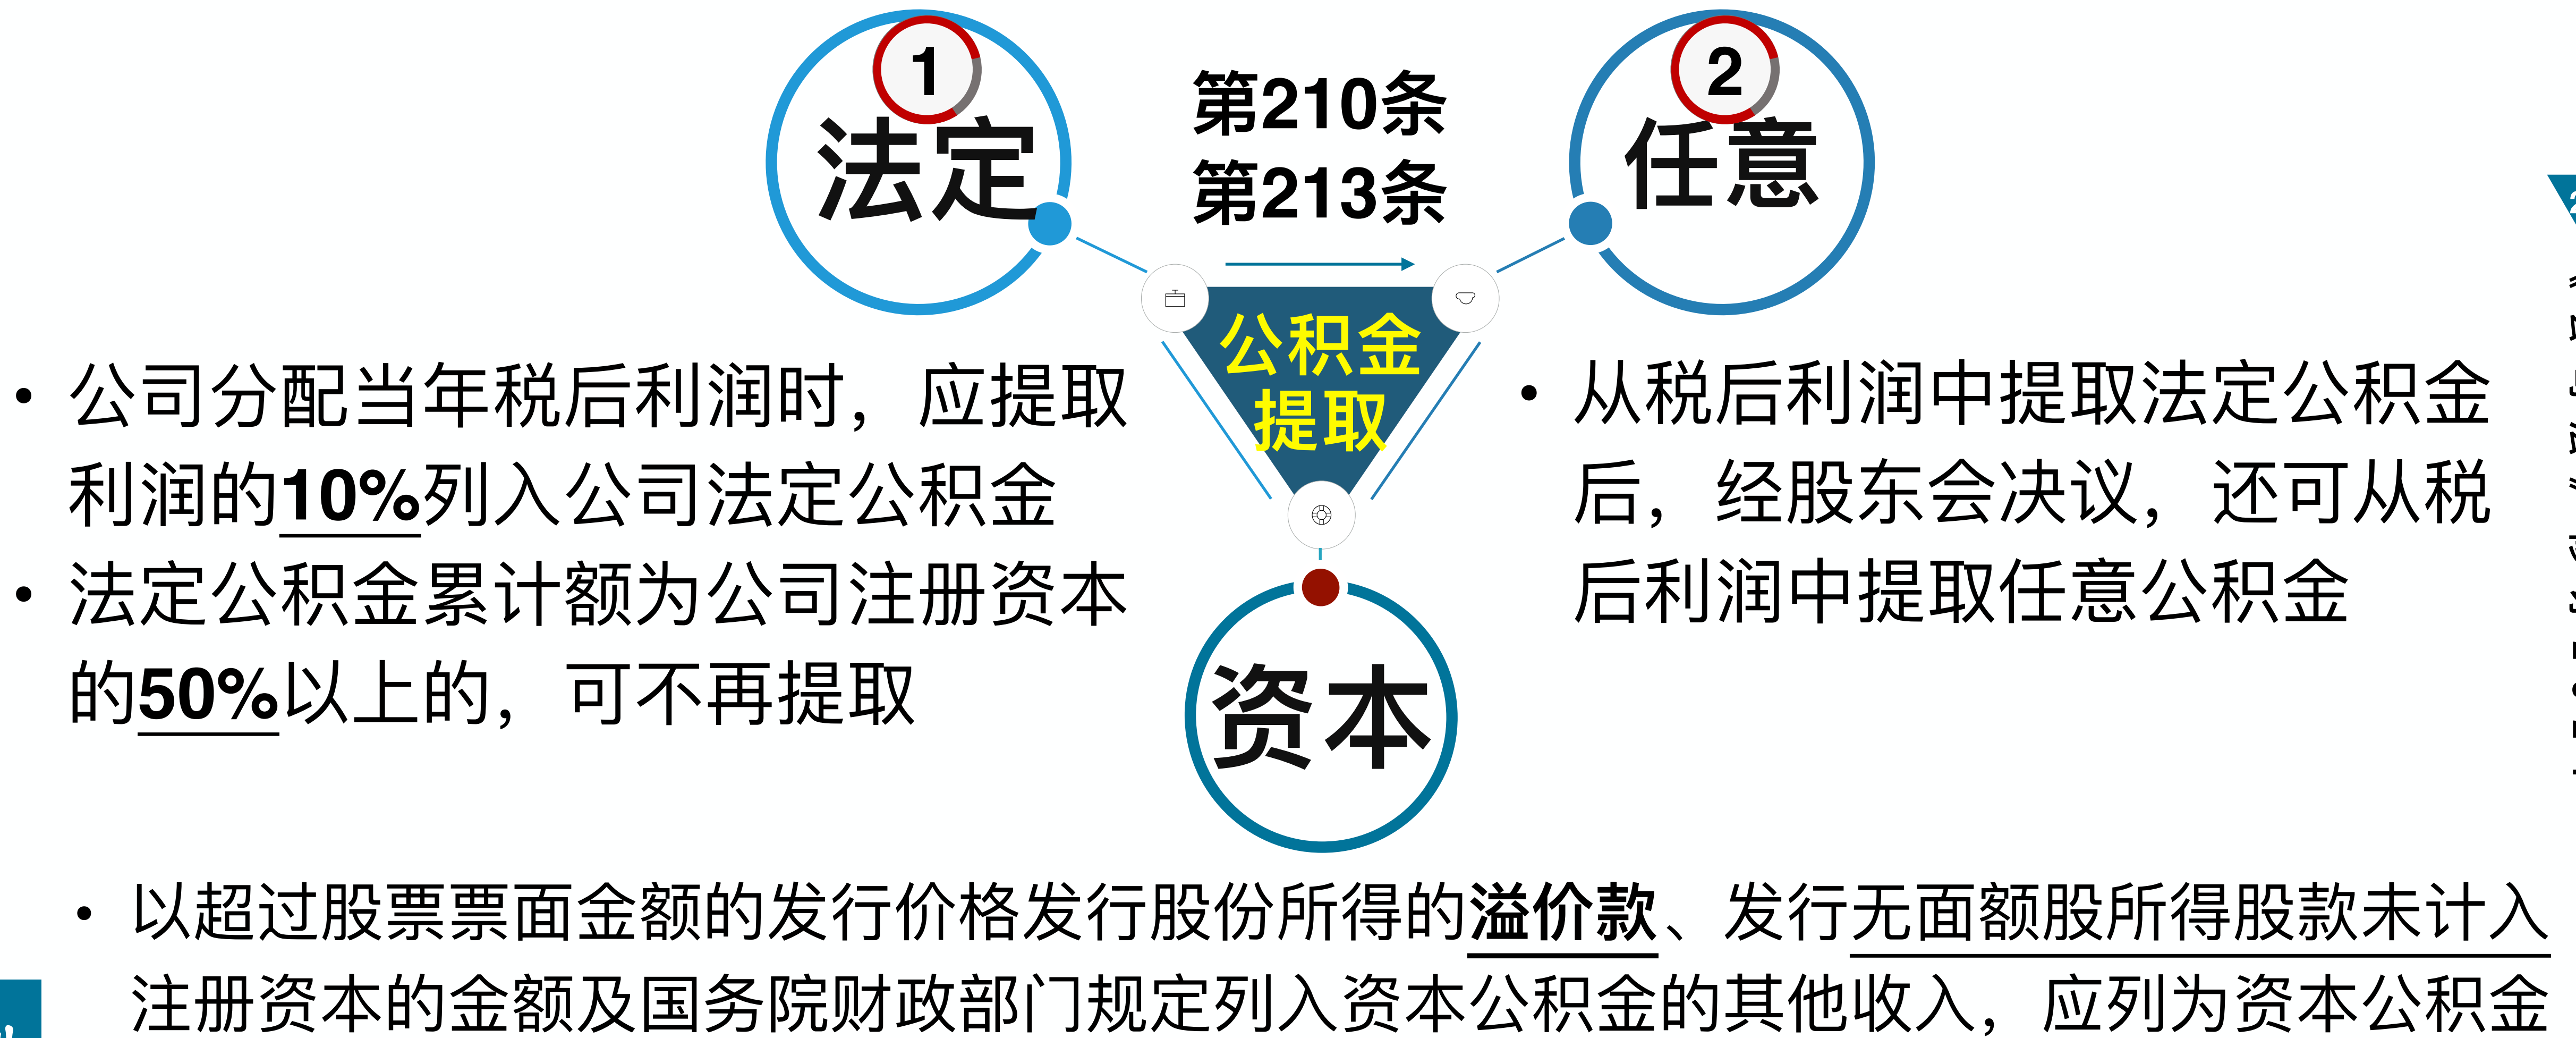 1
法定
第210条
第213条
2
任意
公积金
提取
• 公司分配当年税后利润时，应提取
利润的10%列入公司法定公积金
• 法定公积金累计额为公司注册资本
的50%以上的，可不再提取
• 从税后利润中提取法定公积金
后，经股东会决议，还可从税
后利润中提取任意公积金
资本
• 以超过股票票面金额的发行价格发行股份所得的溢价款、发行无面额股所得股款未计入
注册资本的金额及国务院财政部门规定列入资本公积金的其他收入，应列为资本公积金